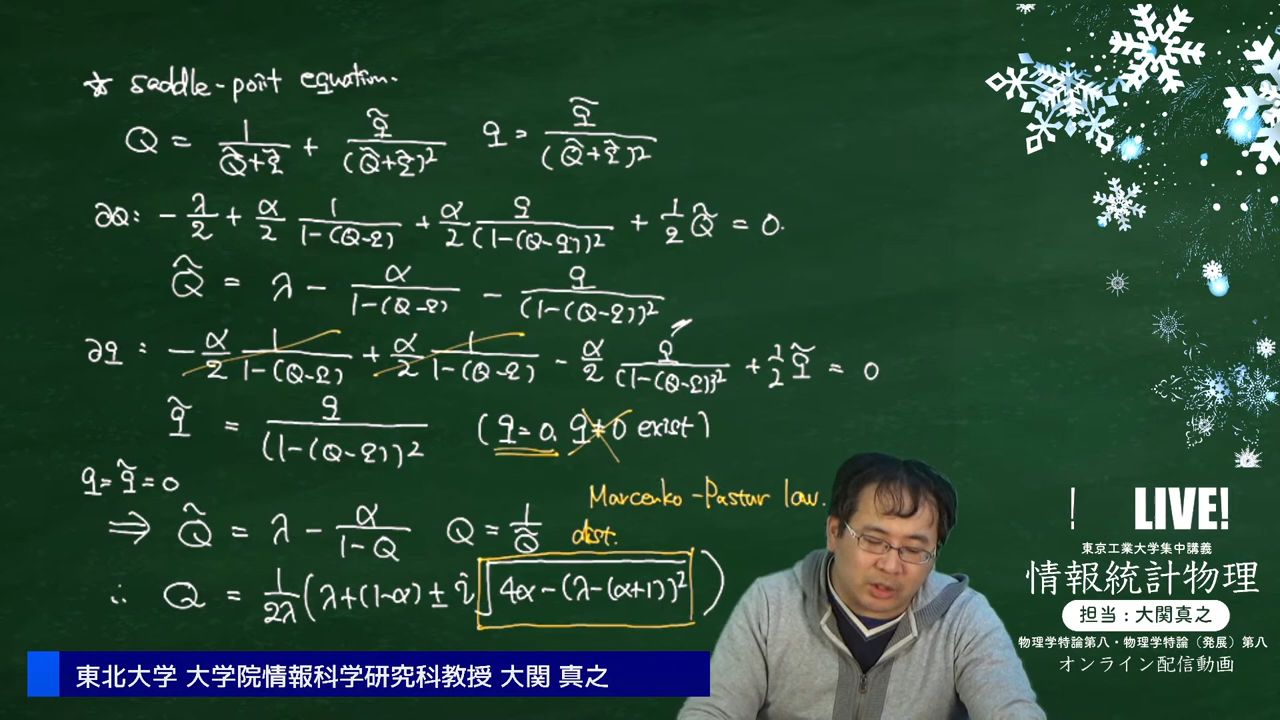 * saddle-point equation.
Q = 1/(Q̃+q̃) + q̃/(Q̃+q̃)² q = q̃/(Q̃+q̃)²
∂Q: -λ/2 + α/2 1/(1-(Q-q)) + α/2 q/(1-(Q-q))² + 1/2 Q̃ = 0.
Q̃ = λ - α/(1-(Q-q)) - q/(1-(Q-q))²
∂q: -α/2 1/(1-(Q-q)) + α/2 1/(1-(Q-q)) - α/2 q/(1-(Q-q))² + 1/2 q̃ = 0
q̃ = q/(1-(Q-q))² (q=0, q≠0 exist)
q=q̃=0
Marcenko-Pastur law.
⇒ Q̃ = λ - α/(1-Q) Q = 1/Q̃ dist.
∴ Q = 1/2λ (λ+(1-α) ± i√(4α-(λ-(α+1))²))
東北大学 大学院情報科学研究科教授 大関 真之
! LIVE!
東京工業大学集中講義
情報統計物理
担当:大関真之
物理学特論第八・物理学特論(発展)第八
オンライン配信動画